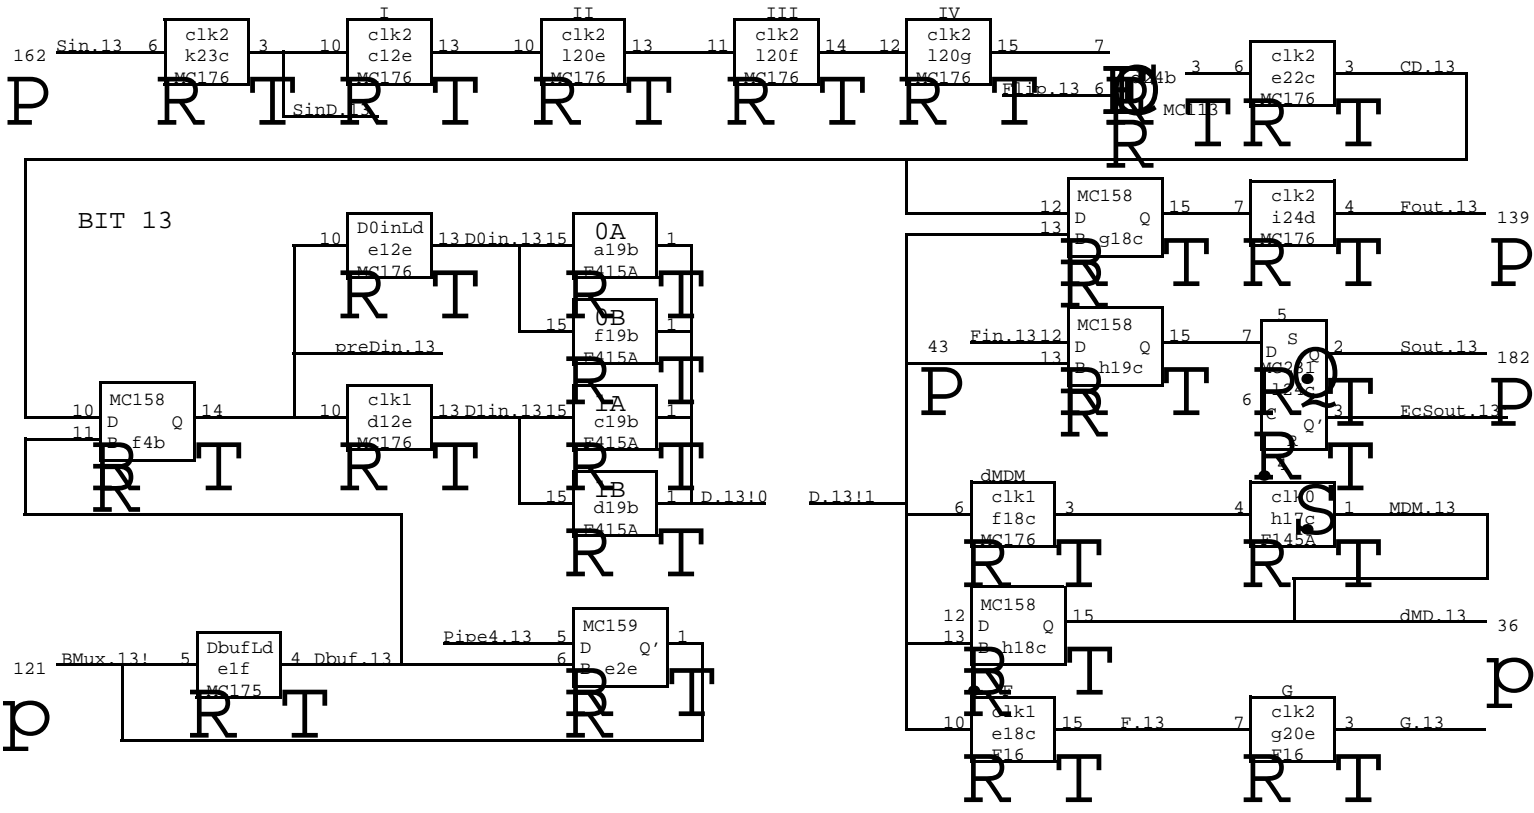 I II III IV
162 Sin.13 6 clk2 k23c MC176 3 10 clk2 c12e MC176 13 10 clk2 l20e MC176 13 11 clk2 l20f MC176 14 12 clk2 l20g MC176 15 7
P R T R T R T R T R T
SinD.13
Flip.13 6 MC113 3 6 clk2 e22c MC176 3 CD.13
R T R T
BIT 13
10 D0inLd e12e MC176 13 D0in.13 15 0A a19b F415A 1
R T R T
15 0B f19b F415A 1
R
preDin.13
10 11 MC158 D Q B f4b 14
R R T
10 clk1 d12e MC176 13 D1in.13 15 1A c19b F415A 1
R T R
15 1B d19b F415A 1 D.13!0
R T
121 BMux.13! 5 DbufLd e1f MC175 4 Dbuf.13
p R T
Pipe4.13 5 6 MC159 D Q' B e2e 1
R R T
12 13 MC158 D Q B g18c 15 7 clk2 i24d MC176 4 Fout.13 139
R R T R T P
43 Fin.13 12 13 MC158 D Q B h19c 15 7
P R R T
5 S D Q MC231 6 C Q' R 4 2 Sout.13 182
3 EcSout.13
R Q T P
R T
D.13!1
dMDM
6 clk1 f18c MC176 3 4 clk0 h17c F145A 1 MDM.13
R T R S T
12 13 MC158 D Q B h18c 15 dMD.13 36
R R T p
10 clk1 e18c F16 15 F.13 7 G clk2 g20e F16 3 G.13
R T R T